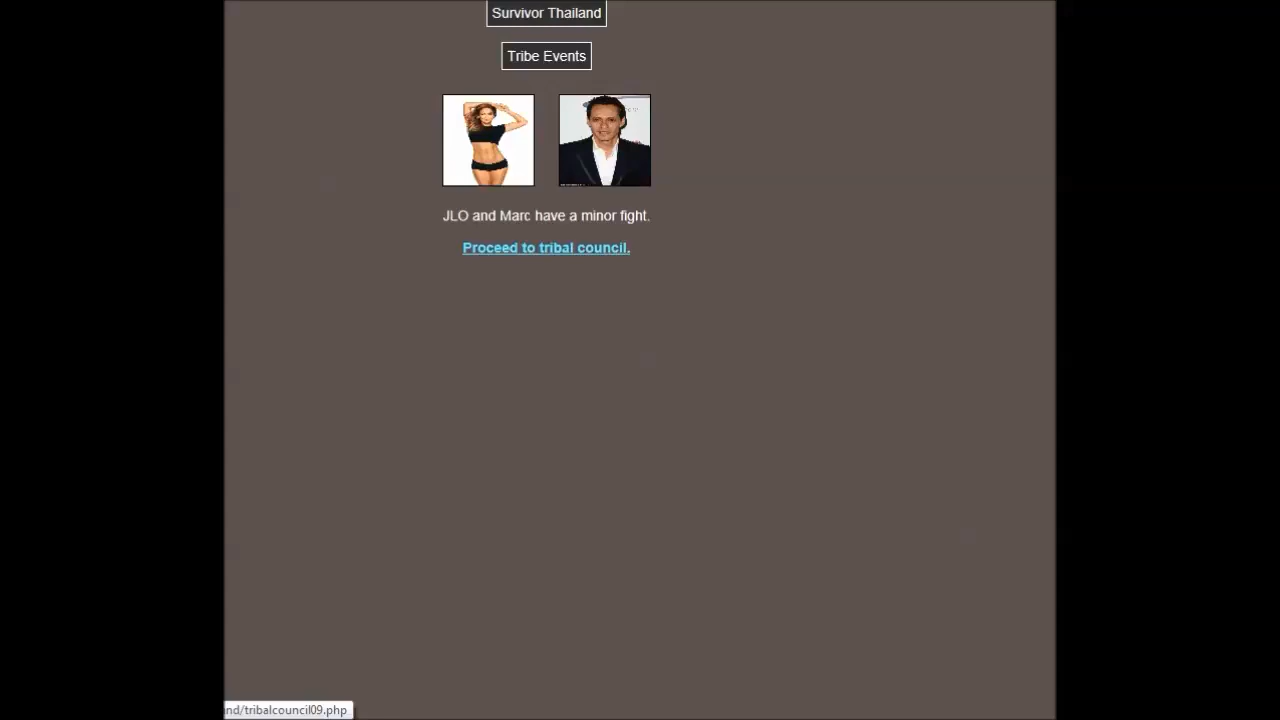 Survivor Thailand
Tribe Events
JLO and Marc have a minor fight.
Proceed to tribal council.
nd/tribalcouncil09.php